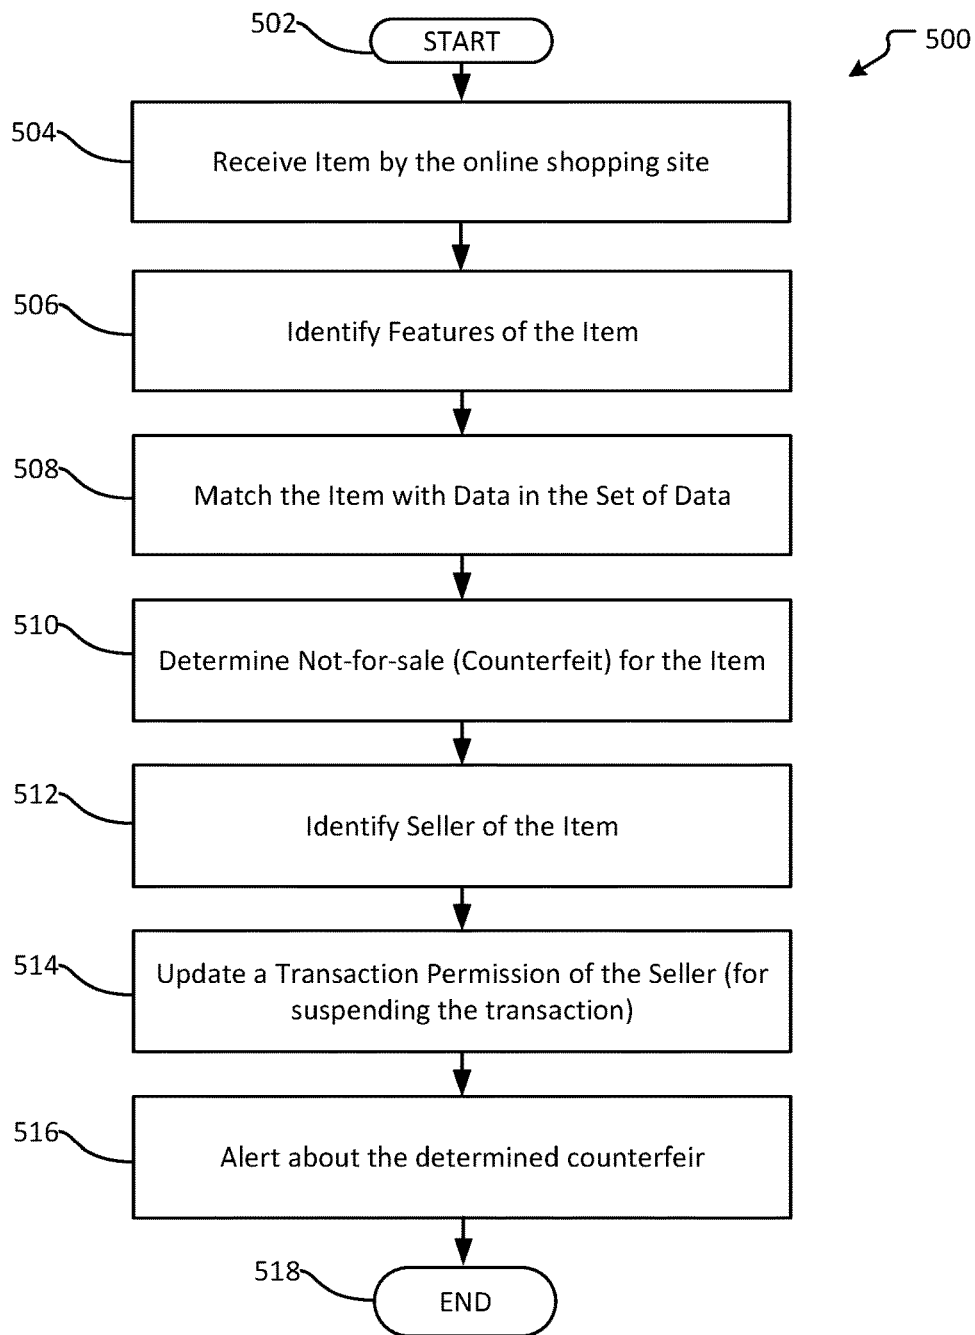 502
START
500
504
Receive Item by the online shopping site
506
Identify Features of the Item
508
Match the Item with Data in the Set of Data
510
Determine Not-for-sale (Counterfeit) for the Item
512
Identify Seller of the Item
514
Update a Transaction Permission of the Seller (for
suspending the transaction)
516
Alert about the determined counterfeir
518
END